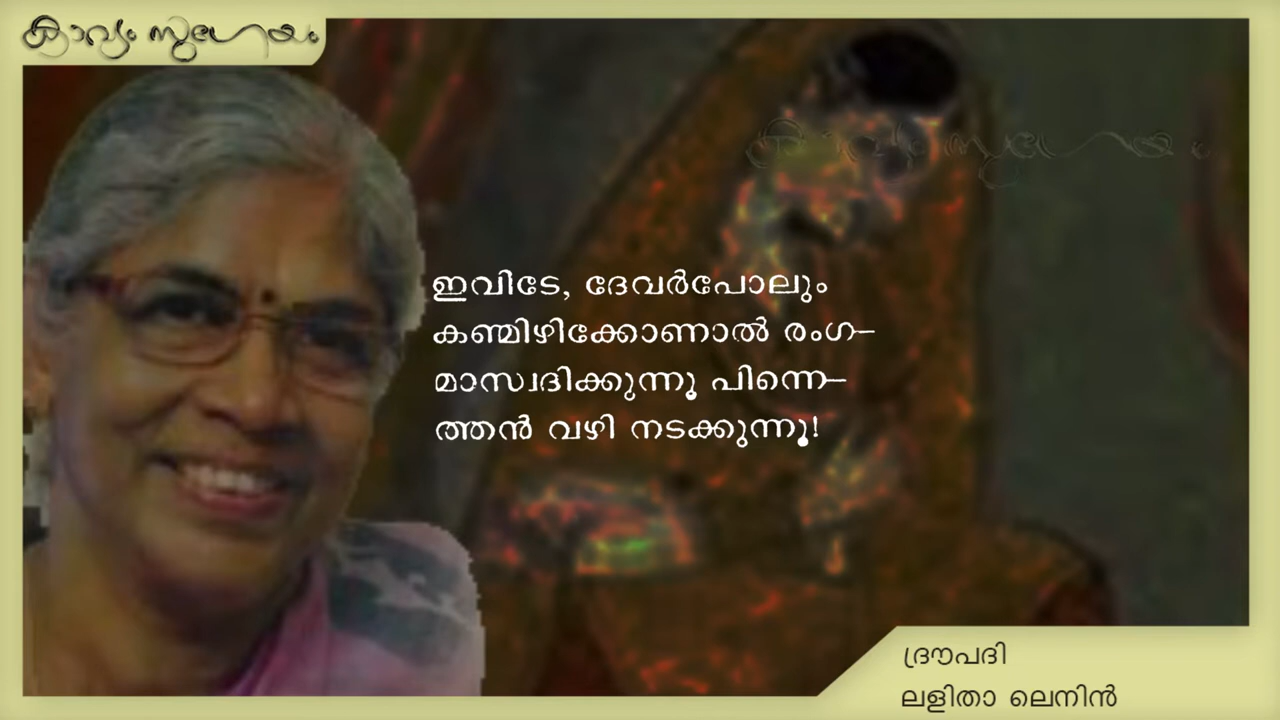 കാവ്യം സുഗേയം
കാവ്യം സുഗേയം
ഇവിടേ, ദേവർപോലും
കണ്മിഴിക്കോണാൽ രംഗ–
മാസ്വദിക്കുന്നൂ പിന്നെ–
ത്തൻ വഴി നടക്കുന്നൂ!
ദ്രൗപദി
ലളിതാ ലെനിൻ